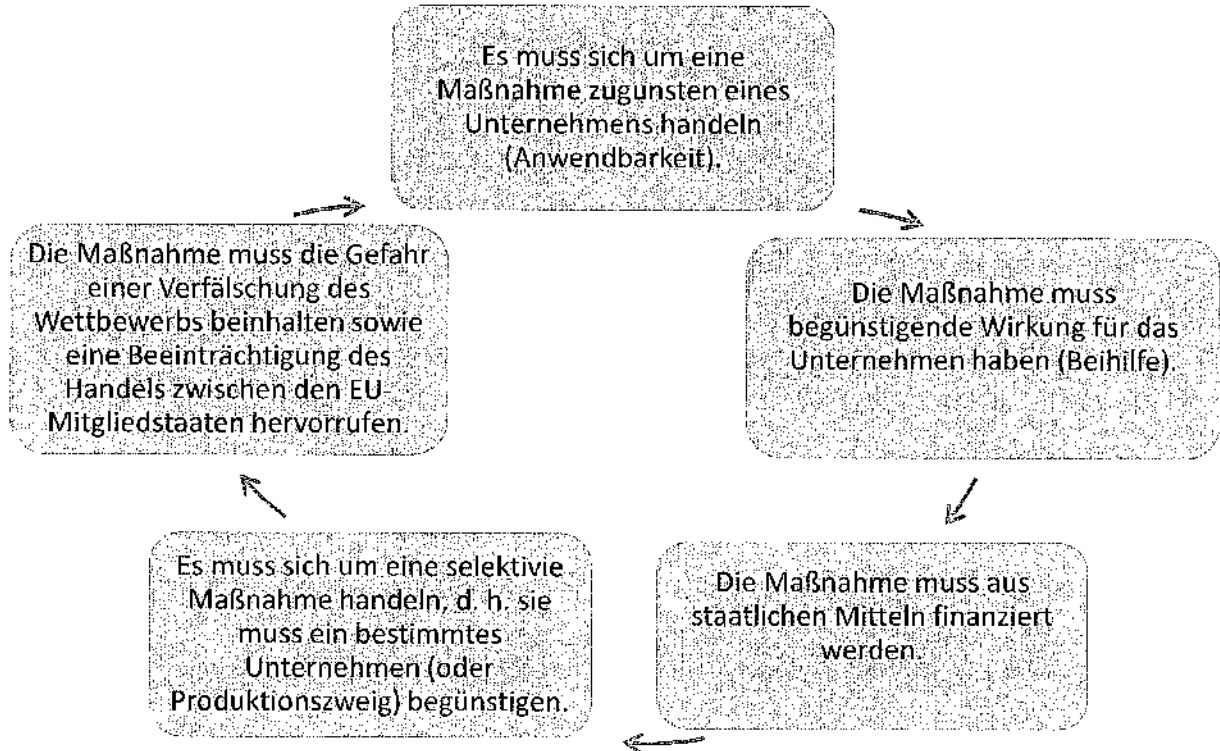 Es muss sich um eine
Maßnahme zugunsten eines
Unternehmens handeln
(Anwendbarkeit).
Die Maßnahme muss
begünstigende Wirkung für das
Unternehmen haben (Beihilfe).
Die Maßnahme muss aus
staatlichen Mitteln finanziert
werden.
Es muss sich um eine selektivie
Maßnahme handeln, d. h. sie
muss ein bestimmtes
Unternehmen (oder
Produktionszweig) begünstigen.
Die Maßnahme muss die Gefahr
einer Verfälschung des
Wettbewerbs beinhalten sowie
eine Beeinträchtigung des
Handels zwischen den EU
Mitgliedstaaten hervorrufen.